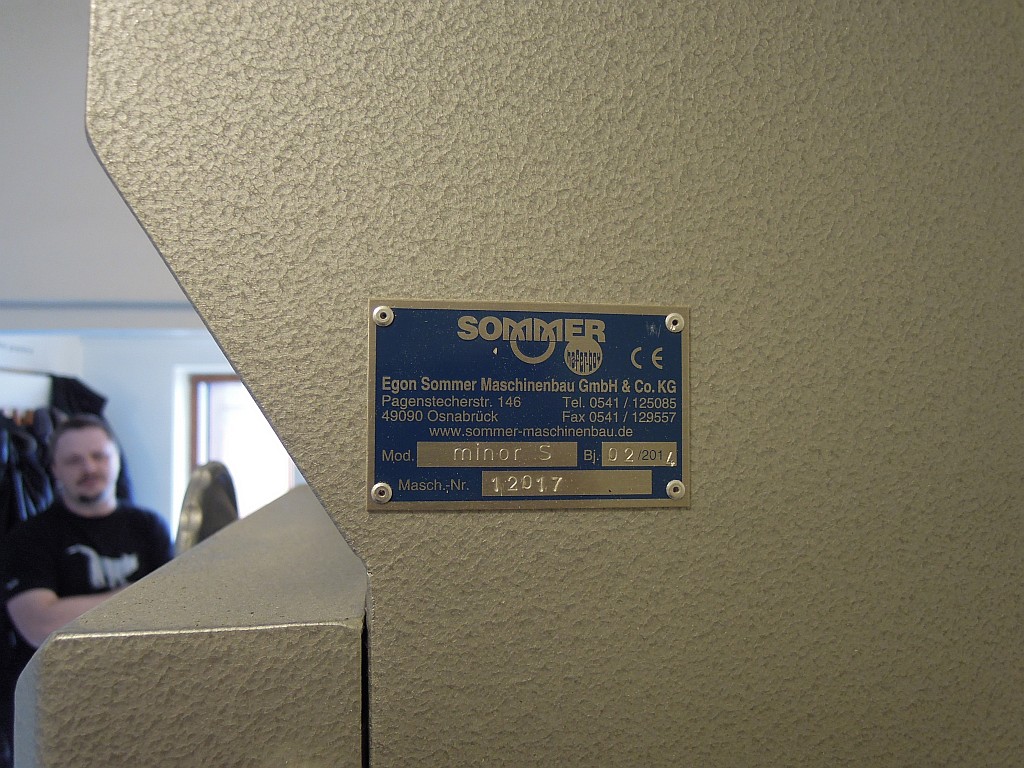 SOMMER
CE
Egon Sommer Maschinenbau GmbH & Co. KG
Pagenstecherstr. 146 Tel. 0541 / 125085
49090 Osnabrück Fax 0541 / 129557
www.sommer-maschinenbau.de
Mod. minor S Bj. 02/2014
Masch.-Nr. 12017